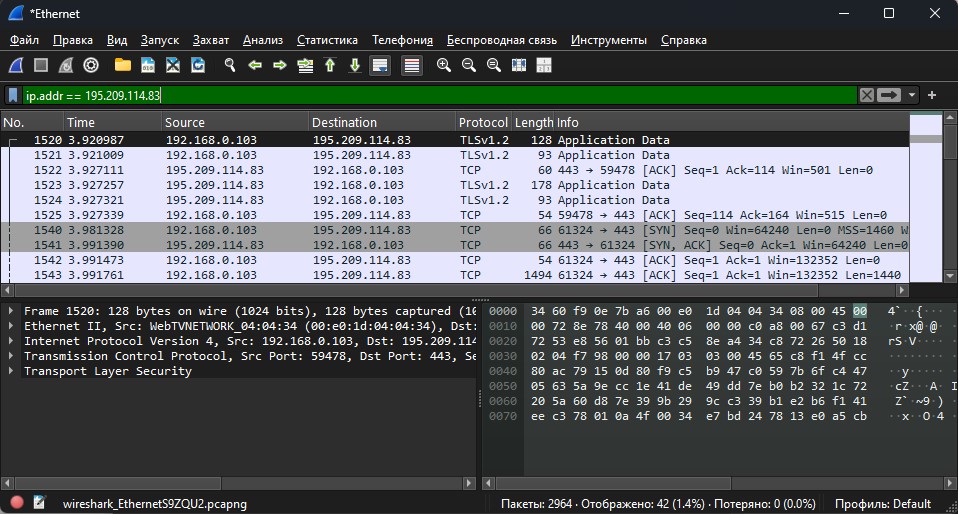 *Ethernet
Файл Правка Вид Запуск Захват Анализ Статистика Телефония Беспроводная связь Инструменты Справка
ip.addr == 195.209.114.83
No. Time Source Destination Protocol Length Info
1520 3.920987 192.168.0.103 195.209.114.83 TLSv1.2 128 Application Data
1521 3.921009 192.168.0.103 195.209.114.83 TLSv1.2 93 Application Data
1522 3.927111 195.209.114.83 192.168.0.103 TCP 60 443 → 59478 [ACK] Seq=1 Ack=114 Win=501 Len=0
1523 3.927257 195.209.114.83 192.168.0.103 TLSv1.2 178 Application Data
1524 3.927321 195.209.114.83 192.168.0.103 TLSv1.2 93 Application Data
1525 3.927339 192.168.0.103 195.209.114.83 TCP 54 59478 → 443 [ACK] Seq=114 Ack=164 Win=515 Len=0
1540 3.981328 192.168.0.103 195.209.114.83 TCP 66 61324 → 443 [SYN] Seq=0 Win=64240 Len=0 MSS=1460 W
1541 3.991390 195.209.114.83 192.168.0.103 TCP 66 443 → 61324 [SYN, ACK] Seq=0 Ack=1 Win=64240 Len=0
1542 3.991473 192.168.0.103 195.209.114.83 TCP 54 61324 → 443 [ACK] Seq=1 Ack=1 Win=132352 Len=0
1543 3.991761 192.168.0.103 195.209.114.83 TCP 1494 61324 → 443 [ACK] Seq=1 Ack=1 Win=132352 Len=1440
Frame 1520: 128 bytes on wire (1024 bits), 128 bytes captured (10
Ethernet II, Src: WebTVNETWORK_04:04:34 (00:e0:1d:04:04:34), Dst:
Internet Protocol Version 4, Src: 192.168.0.103, Dst: 195.209.114
Transmission Control Protocol, Src Port: 59478, Dst Port: 443, Se
Transport Layer Security
0000 34 60 f9 0e 7b a6 00 e0 1d 04 04 34 08 00 45 00 4`··{···
0010 00 72 8e 78 40 00 40 06 00 00 c0 a8 00 67 c3 d1 ·r·x@·@·
0020 72 53 e8 56 01 bb c3 c5 8e a4 34 c8 72 26 50 18 rS·V····
0030 02 04 f7 98 00 00 17 03 03 00 45 65 c8 f1 4f cc
0040 80 ac 79 15 0d 80 f9 c5 b9 47 c0 59 7b 6f c4 47 ··y·····
0050 05 63 5a 9e cc 1e 41 de 49 dd 7e b0 b2 32 1c 72 ·cZ···A· I
0060 20 5a 60 d8 7e 39 9b 29 9c c3 39 b1 e2 b6 f1 41 Z`·~9·)
0070 ee c3 78 01 0a 4f 00 34 e7 bd 24 78 13 e0 a5 cb ··x··O·4
wireshark_EthernetS9ZQU2.pcapng Пакеты: 2964 · Отображено: 42 (1.4%) · Потеряно: 0 (0.0%) Профиль: Default